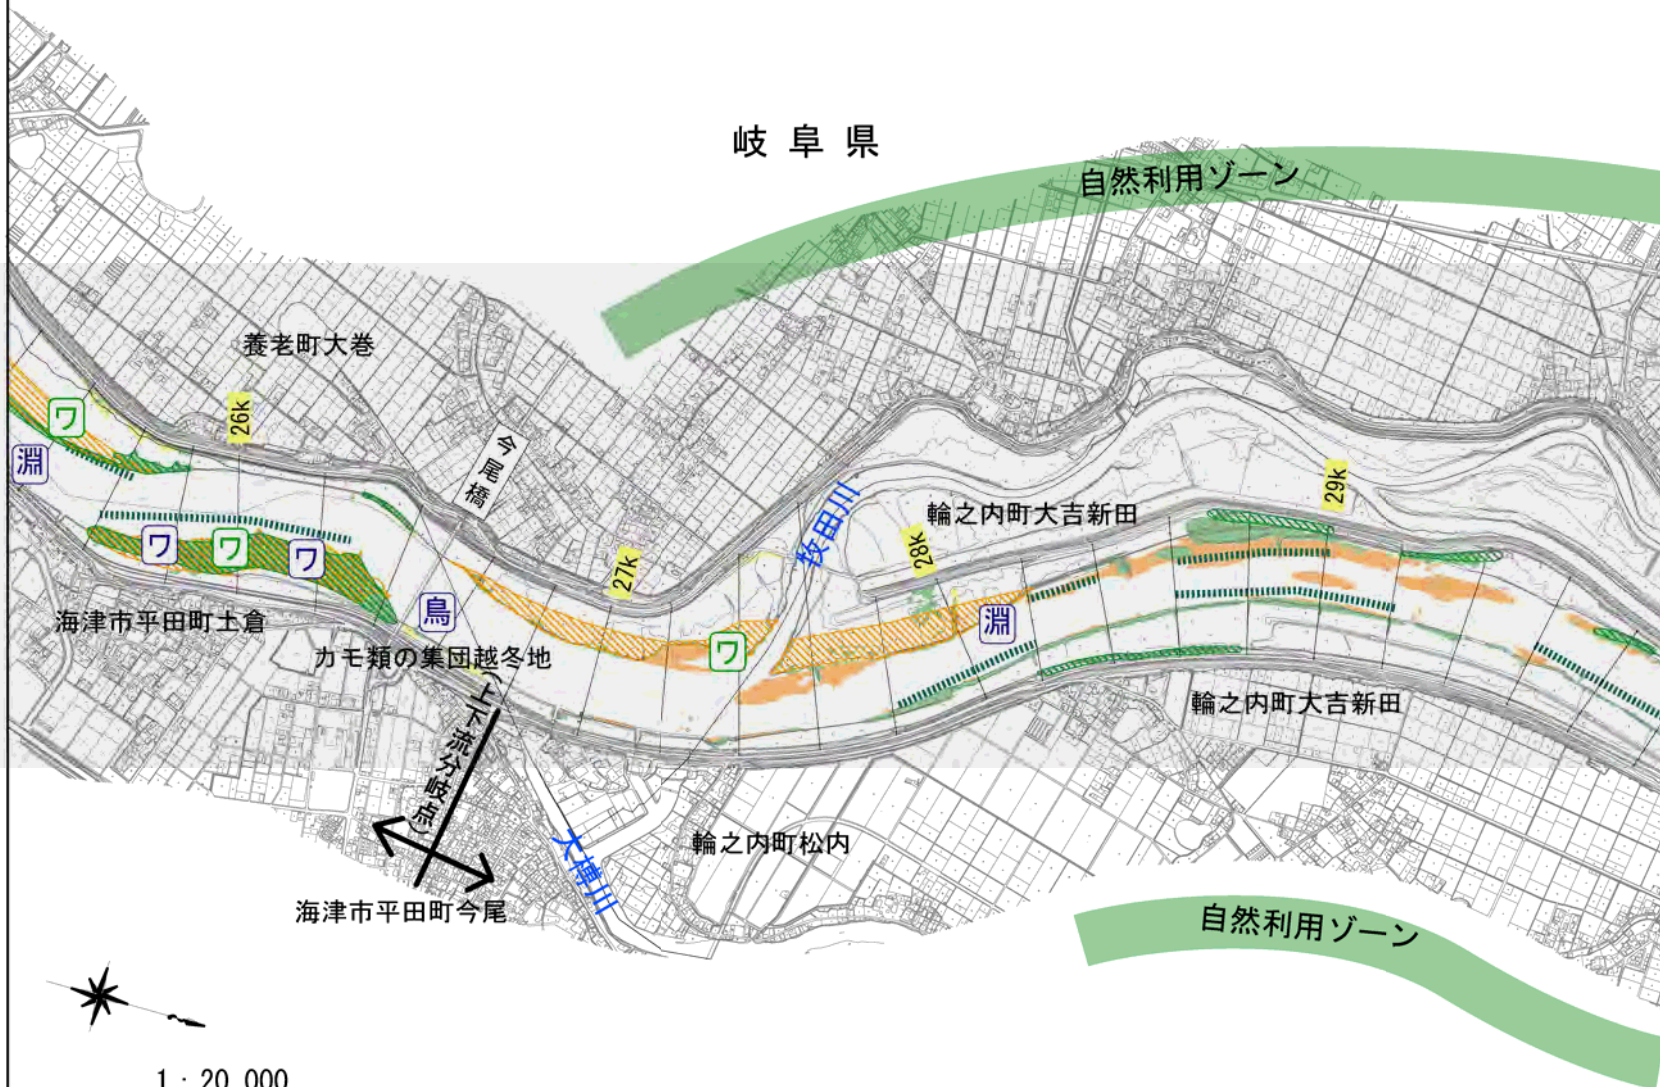 岐阜県
自然利用ゾーン
養老町大巻
26k
ワ
淵
今尾橋
牧田川
輪之内町大吉新田
29k
28k
27k
ワ
ワ
ワ
鳥
淵
海津市平田町土倉
カモ類の集団越冬地
ワ
(上下流分岐点)
輪之内町大吉新田
大榑川
輪之内町松内
海津市平田町今尾
自然利用ゾーン
1:20,000